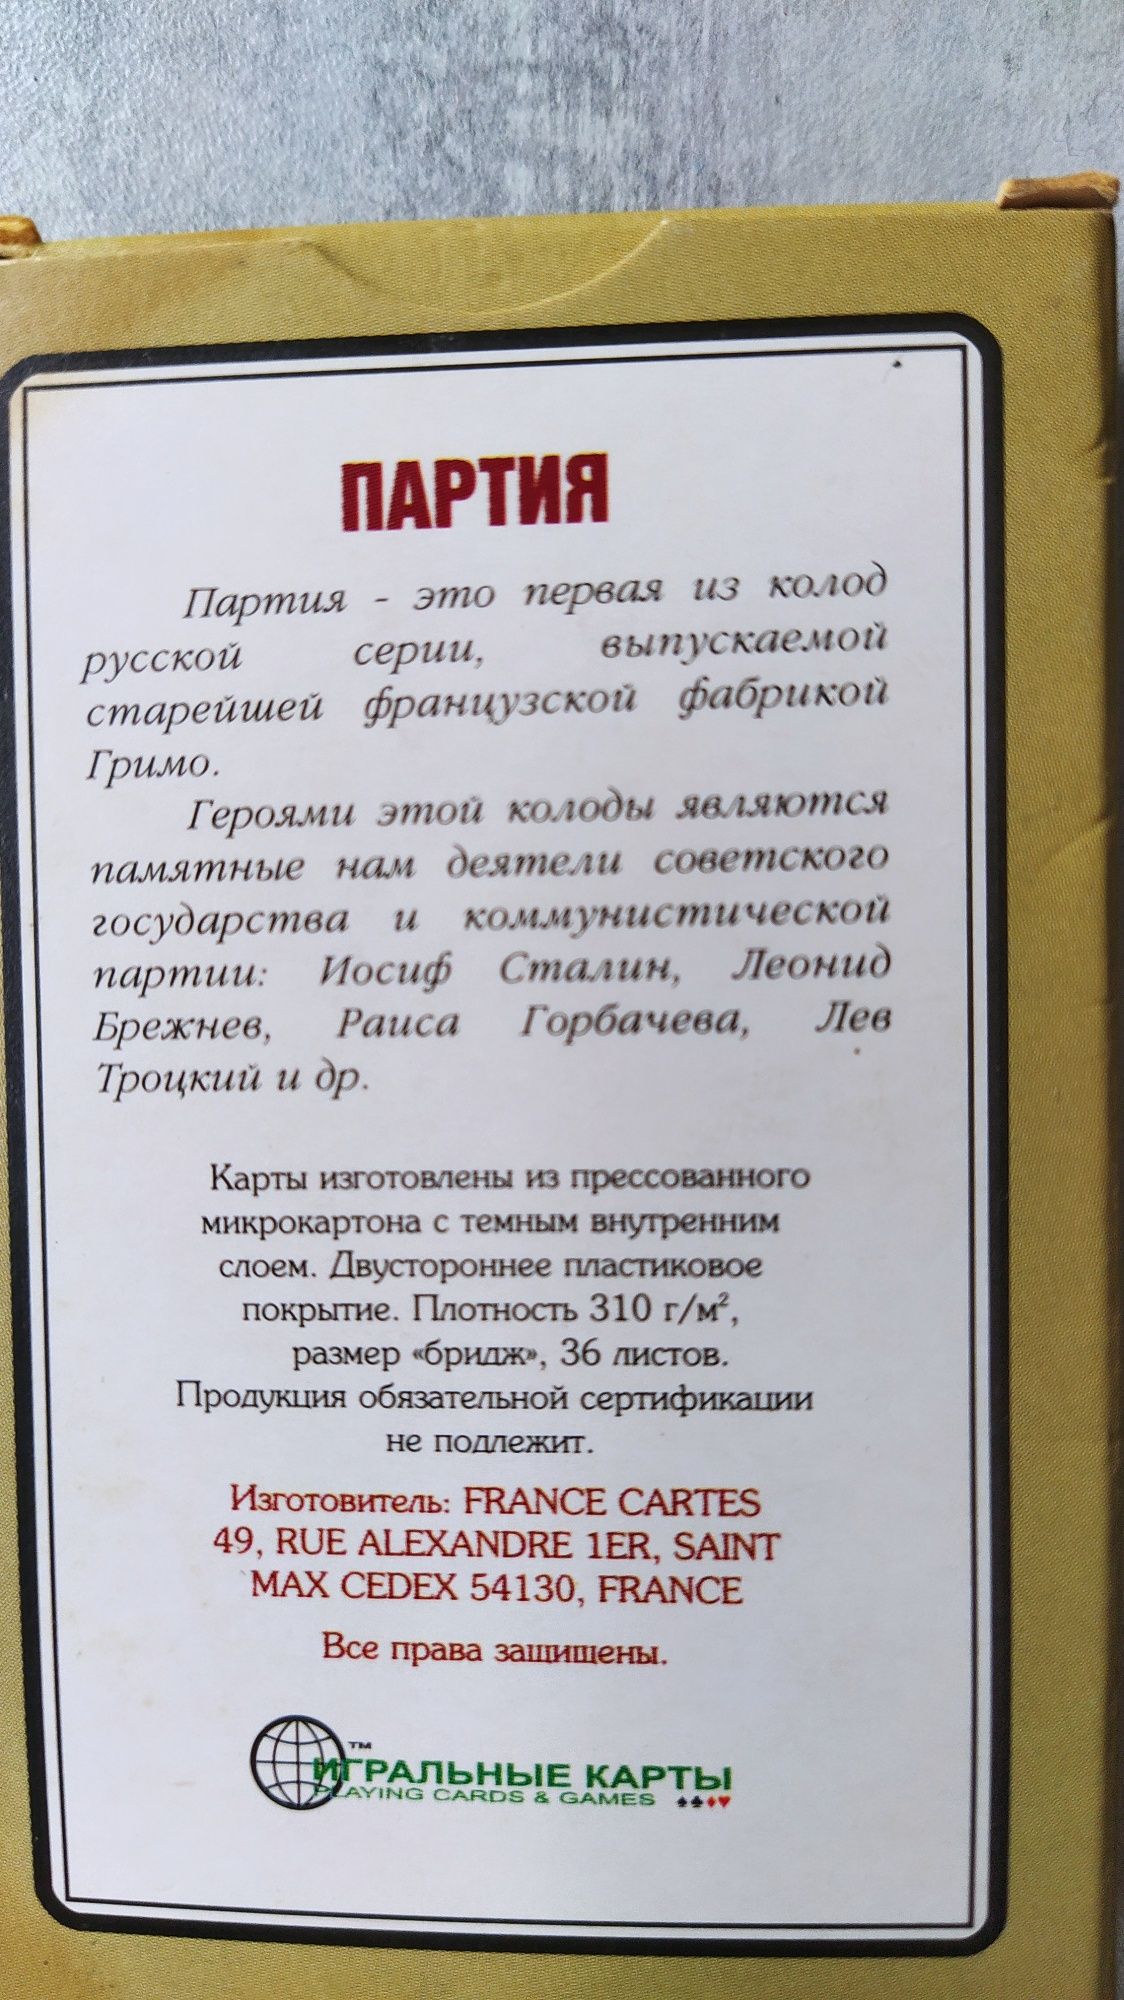 ПАРТИЯ
Партия - это первая из колод
русской серии, выпускаемой
старейшей французской фабрикой
Гримо.
Героями этой колоды являются
памятные нам деятели советского
государства и коммунистической
партии: Иосиф Сталин, Леонид
Брежнев, Раиса Горбачева, Лев
Троцкий и др.
Карты изготовлены из прессованного
микрокартона с темным внутренним
слоем. Двустороннее пластиковое
покрытие. Плотность 310 г/м²,
размер «бридж», 36 листов.
Продукция обязательной сертификации
не подлежит.
Изготовитель: FRANCE CARTES
49, RUE ALEXANDRE 1ER, SAINT
MAX CEDEX 54130, FRANCE
Все права защищены.
™
ИГРАЛЬНЫЕ КАРТЫ
PLAYING CARDS & GAMES ♠♣♦♥